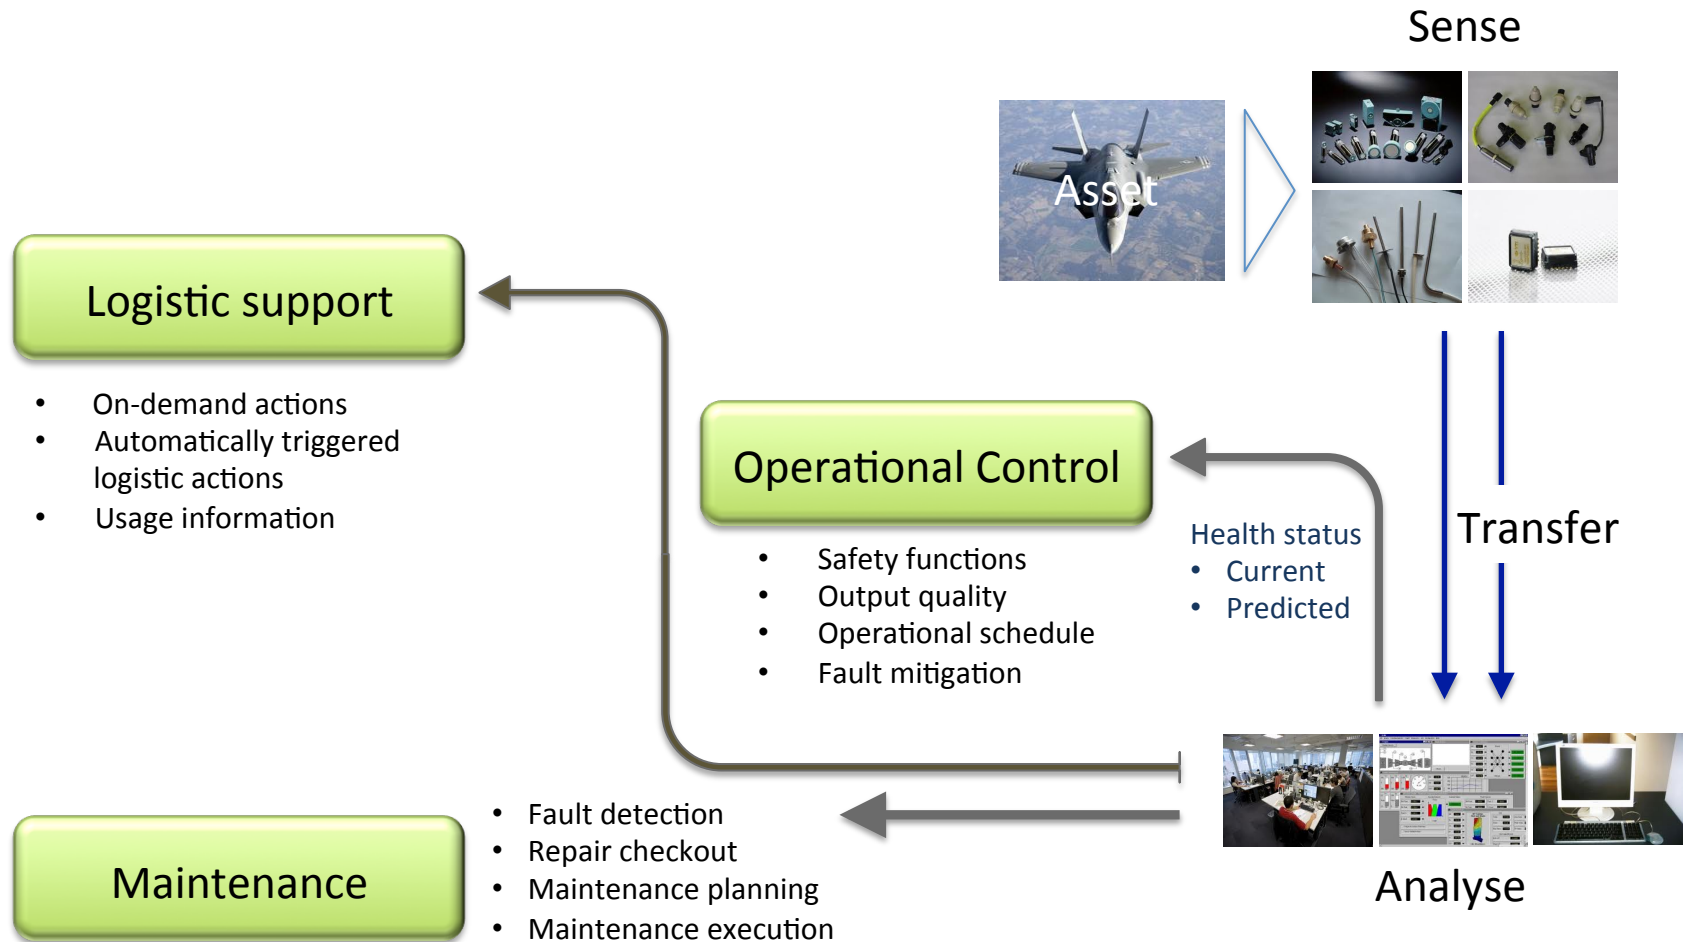 Sense
Asset
Logistic support
• On-demand actions
• Automatically triggered
logistic actions
• Usage information
Operational Control
• Safety functions
• Output quality
• Operational schedule
• Fault mitigation
Health status
• Current
• Predicted
Transfer
Maintenance
• Fault detection
• Repair checkout
• Maintenance planning
• Maintenance execution
Analyse